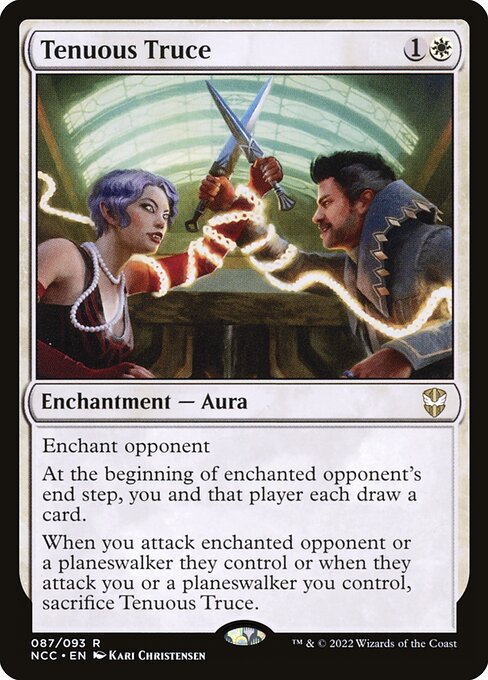 Tenuous Truce 1
Enchantment — Aura
Enchant opponent
At the beginning of enchanted opponent's
end step, you and that player each draw a
card.
When you attack enchanted opponent or
a planeswalker they control or when they
attack you or a planeswalker you control,
sacrifice Tenuous Truce.
087/093 R
NCC • EN Kari Christensen
™ & © 2022 Wizards of the Coast